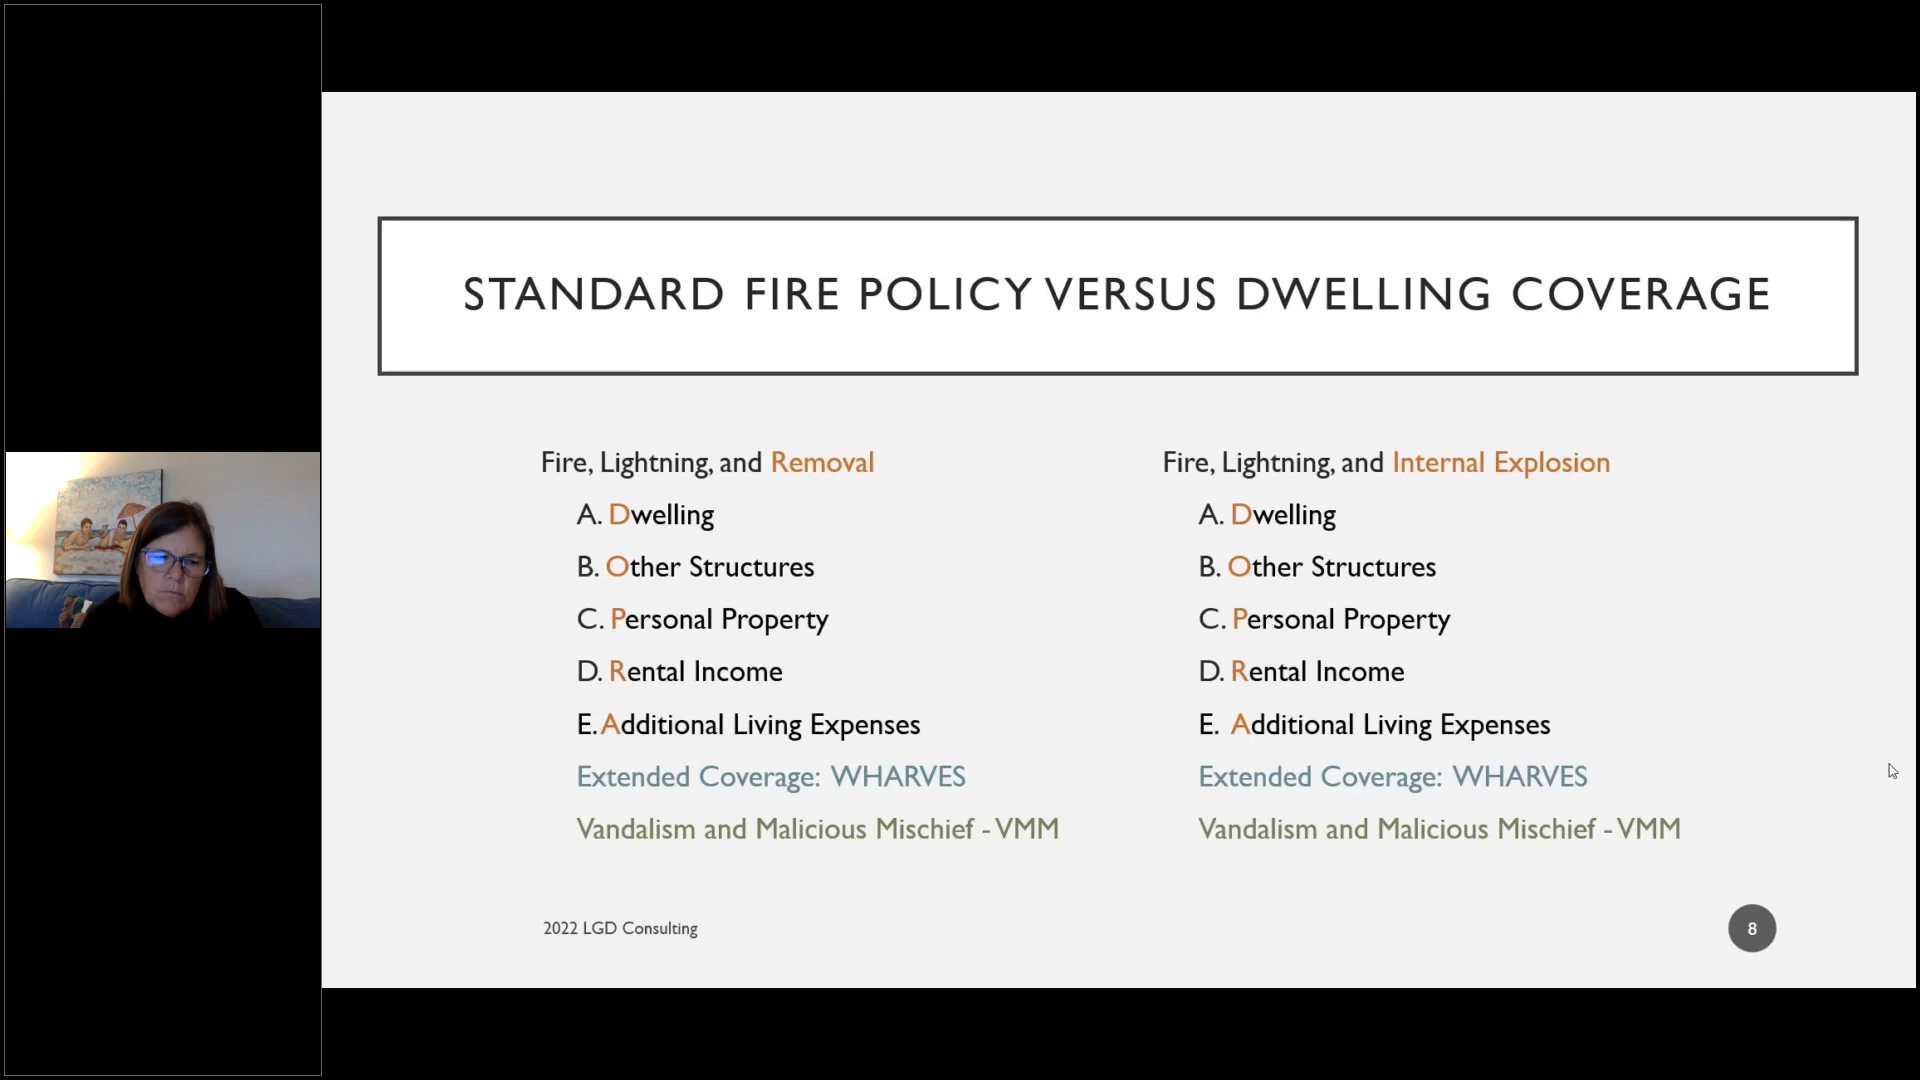 STANDARD FIRE POLICY VERSUS DWELLING COVERAGE
Fire, Lightning, and Removal
A. Dwelling
B. Other Structures
C. Personal Property
D. Rental Income
E. Additional Living Expenses
Extended Coverage: WHARVES
Vandalism and Malicious Mischief - VMM
Fire, Lightning, and Internal Explosion
A. Dwelling
B. Other Structures
C. Personal Property
D. Rental Income
E. Additional Living Expenses
Extended Coverage: WHARVES
Vandalism and Malicious Mischief - VMM
2022 LGD Consulting
8